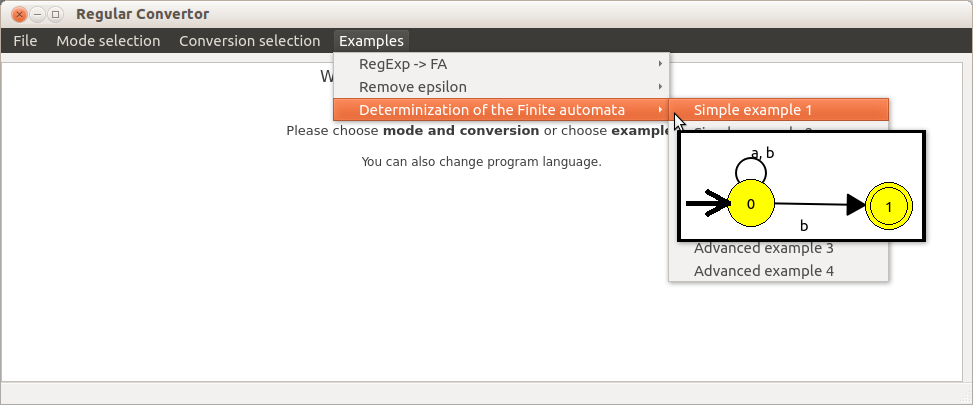 Regular Convertor
File Mode selection Conversion selection Examples
RegExp -> FA
Remove epsilon
Determinization of the Finite automata
Simple example 1
Please choose mode and conversion or choose example
You can also change program language.
a, b
0
1
b
Advanced example 3
Advanced example 4